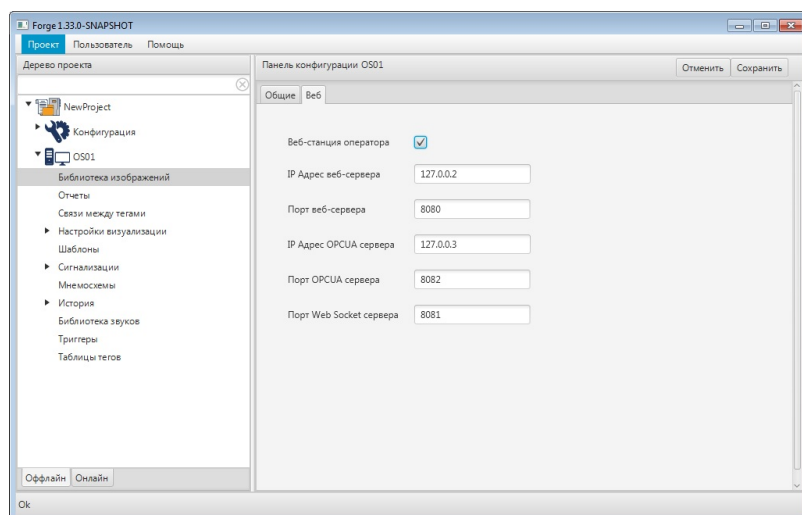 Forge 1.33.0-SNAPSHOT
Проект Пользователь Помощь
Дерево проекта
NewProject
Конфигурация
OS01
Библиотека изображений
Отчеты
Связи между тегами
Настройки визуализации
Шаблоны
Сигнализации
Мнемосхемы
История
Библиотека звуков
Триггеры
Таблицы тегов
Оффлайн Онлайн
Панель конфигурации OS01
Отменить Сохранить
Общие Веб
Веб-станция оператора
IP Адрес веб-сервера 127.0.0.2
Порт веб-сервера 8080
IP Адрес OPCUA сервера 127.0.0.3
Порт OPCUA сервера 8082
Порт Web Socket сервера 8081
Ok